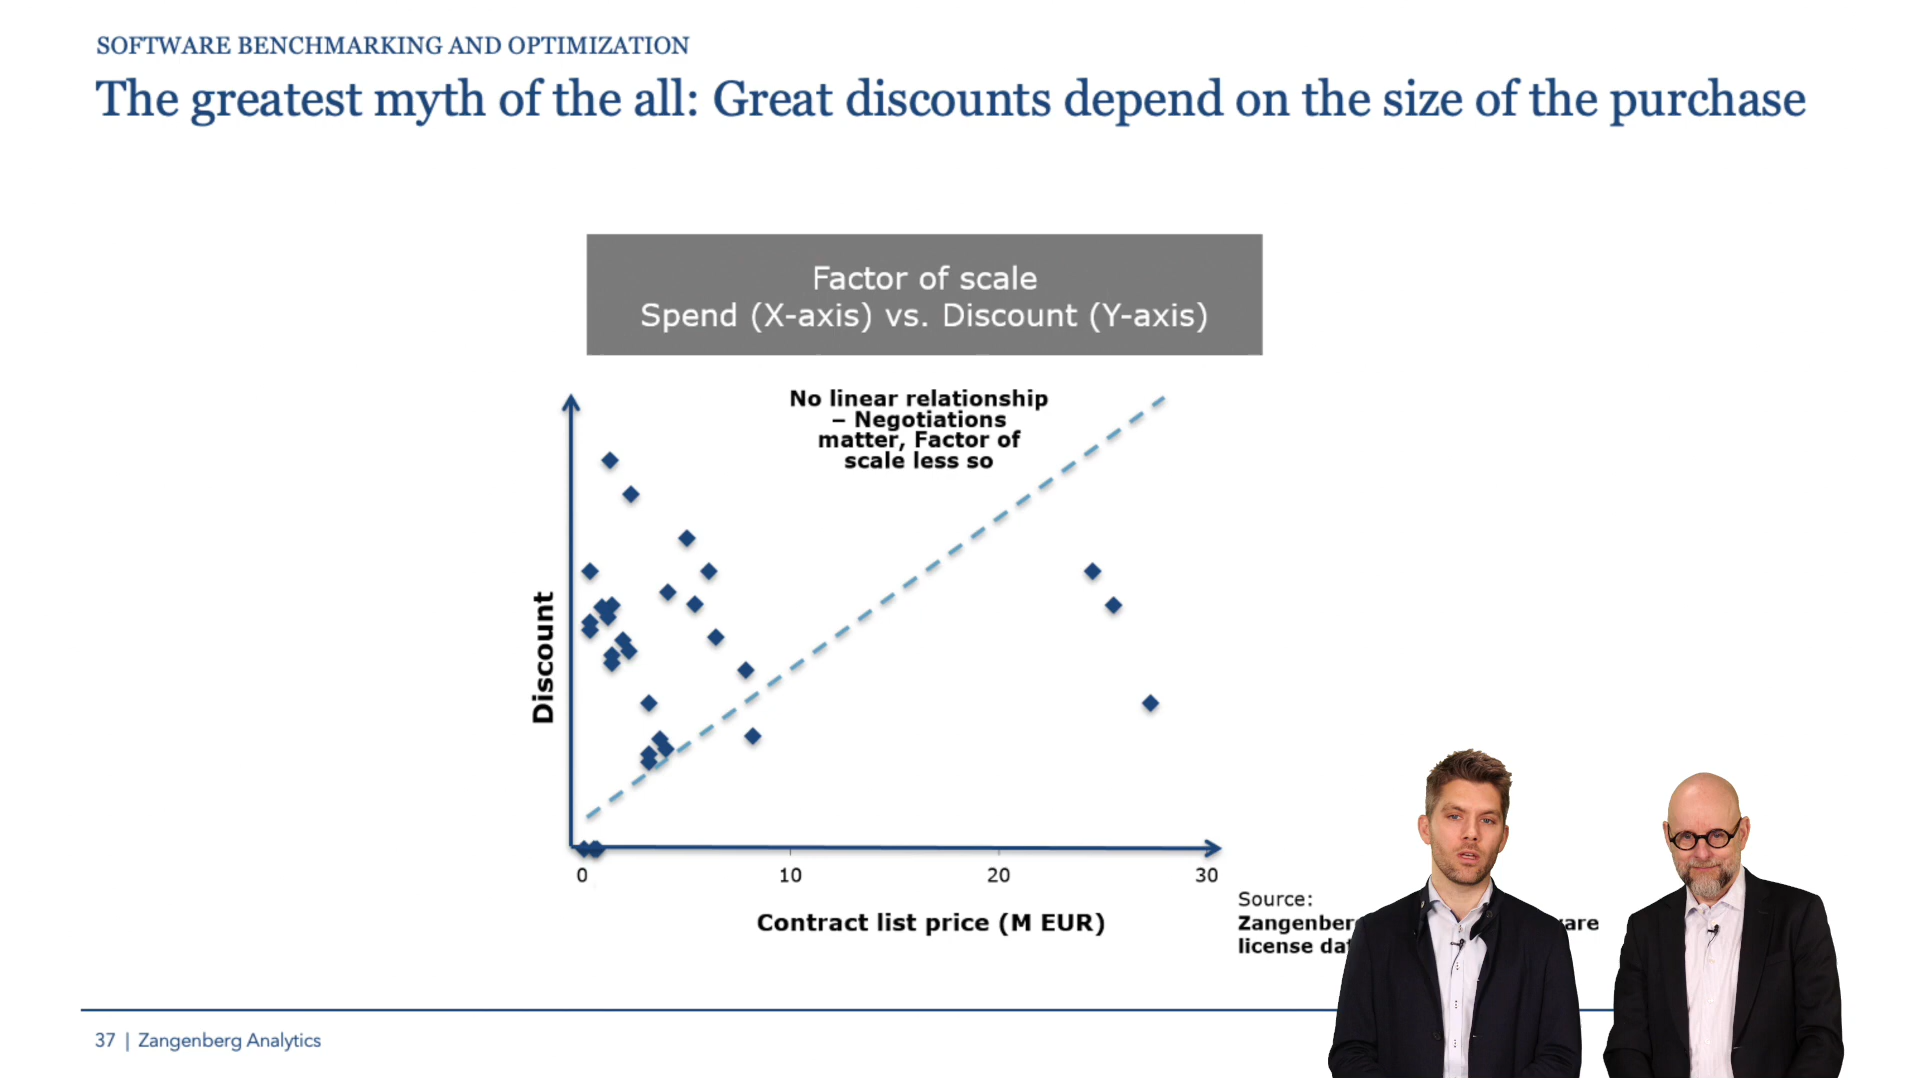 SOFTWARE BENCHMARKING AND OPTIMIZATION
The greatest myth of the all: Great discounts depend on the size of the purchase
Factor of scale
Spend (X-axis) vs. Discount (Y-axis)
No linear relationship
– Negotiations
matter, Factor of
scale less so
Discount
0 10 20 30
Contract list price (M EUR)
Source:
license
37 | Zangenberg Analytics